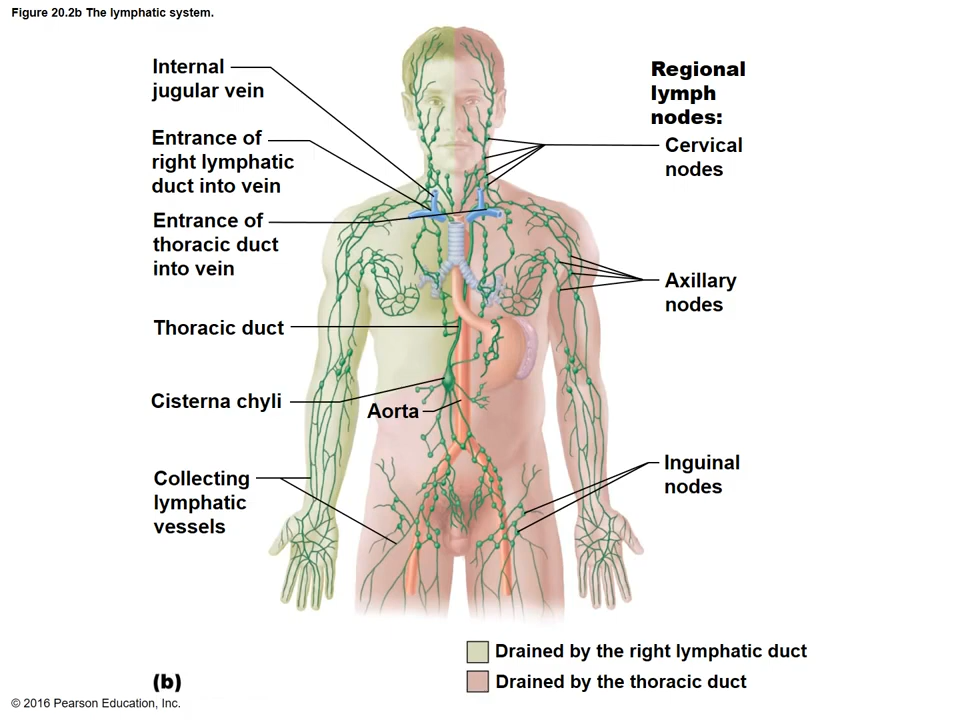 Figure 20.2b The lymphatic system.
Internal
jugular vein
Entrance of
right lymphatic
duct into vein
Entrance of
thoracic duct
into vein
Thoracic duct
Cisterna chyli
Aorta
Collecting
lymphatic
vessels
Regional
lymph
nodes:
Cervical
nodes
Axillary
nodes
Inguinal
nodes
Drained by the right lymphatic duct
Drained by the thoracic duct
(b)
© 2016 Pearson Education, Inc.